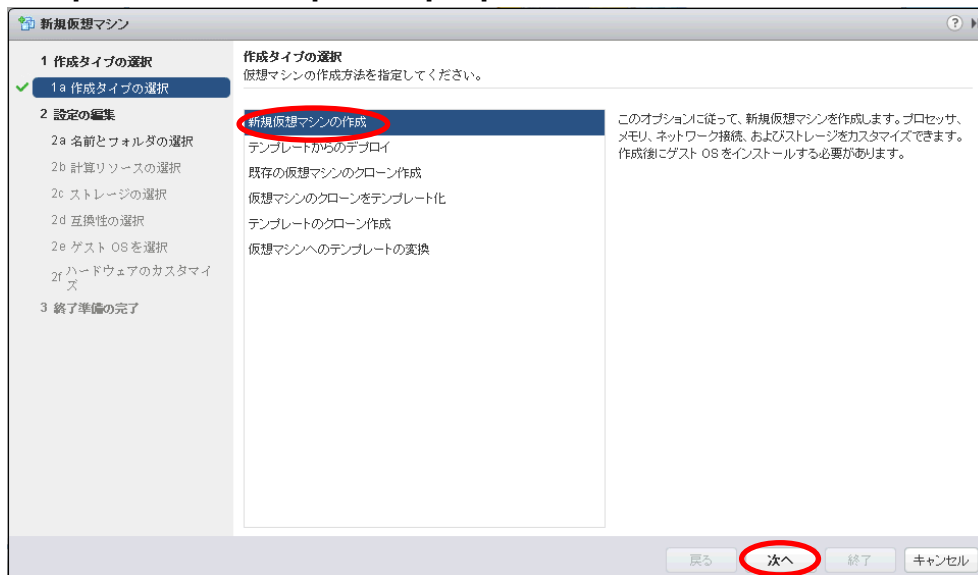 新規仮想マシン
1 作成タイプの選択
1a 作成タイプの選択
2 設定の編集
2a 名前とフォルダの選択
2b 計算リソースの選択
2c ストレージの選択
2d 互換性の選択
2e ゲスト OS を選択
2f ハードウェアのカスタマイ
ズ
3 終了準備の完了
作成タイプの選択
仮想マシンの作成方法を指定してください。
新規仮想マシンの作成
テンプレートからのデプロイ
既存の仮想マシンのクローン作成
仮想マシンのクローンをテンプレート化
テンプレートのクローン作成
仮想マシンへのテンプレートの変換
このオプションに従って、新規仮想マシンを作成します。プロセッサ、
メモリ、ネットワーク接続、およびストレージをカスタマイズできます。
作成後にゲスト OS をインストールする必要があります。
戻る
次へ
終了
キャンセル